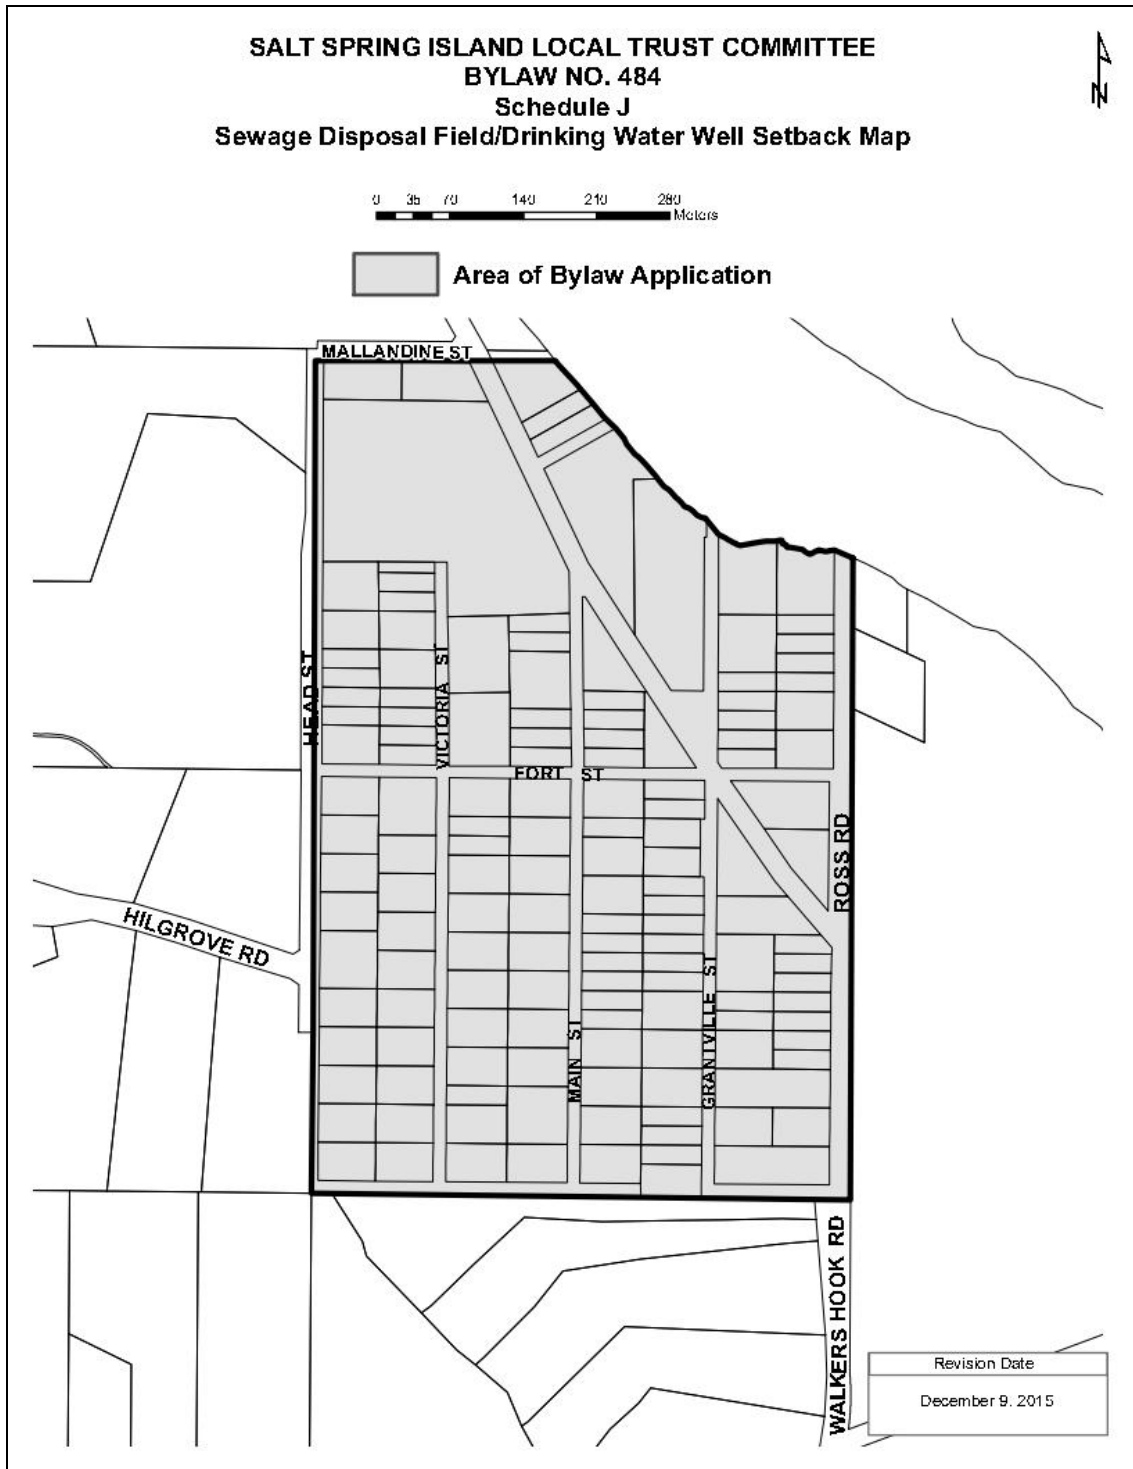 SALT SPRING ISLAND LOCAL TRUST COMMITTEE
BYLAW NO. 484
Schedule J
Sewage Disposal Field/Drinking Water Well Setback Map
N
0 35 70 140 210 280
Meters
Area of Bylaw Application
MALLANDINE ST
HEAD ST
VICTORIA ST
FORT ST
ROSS RD
HILGROVE RD
MAIN ST
GRANTVILLE ST
WALKERS HOOK RD
Revision Date
December 9. 2015